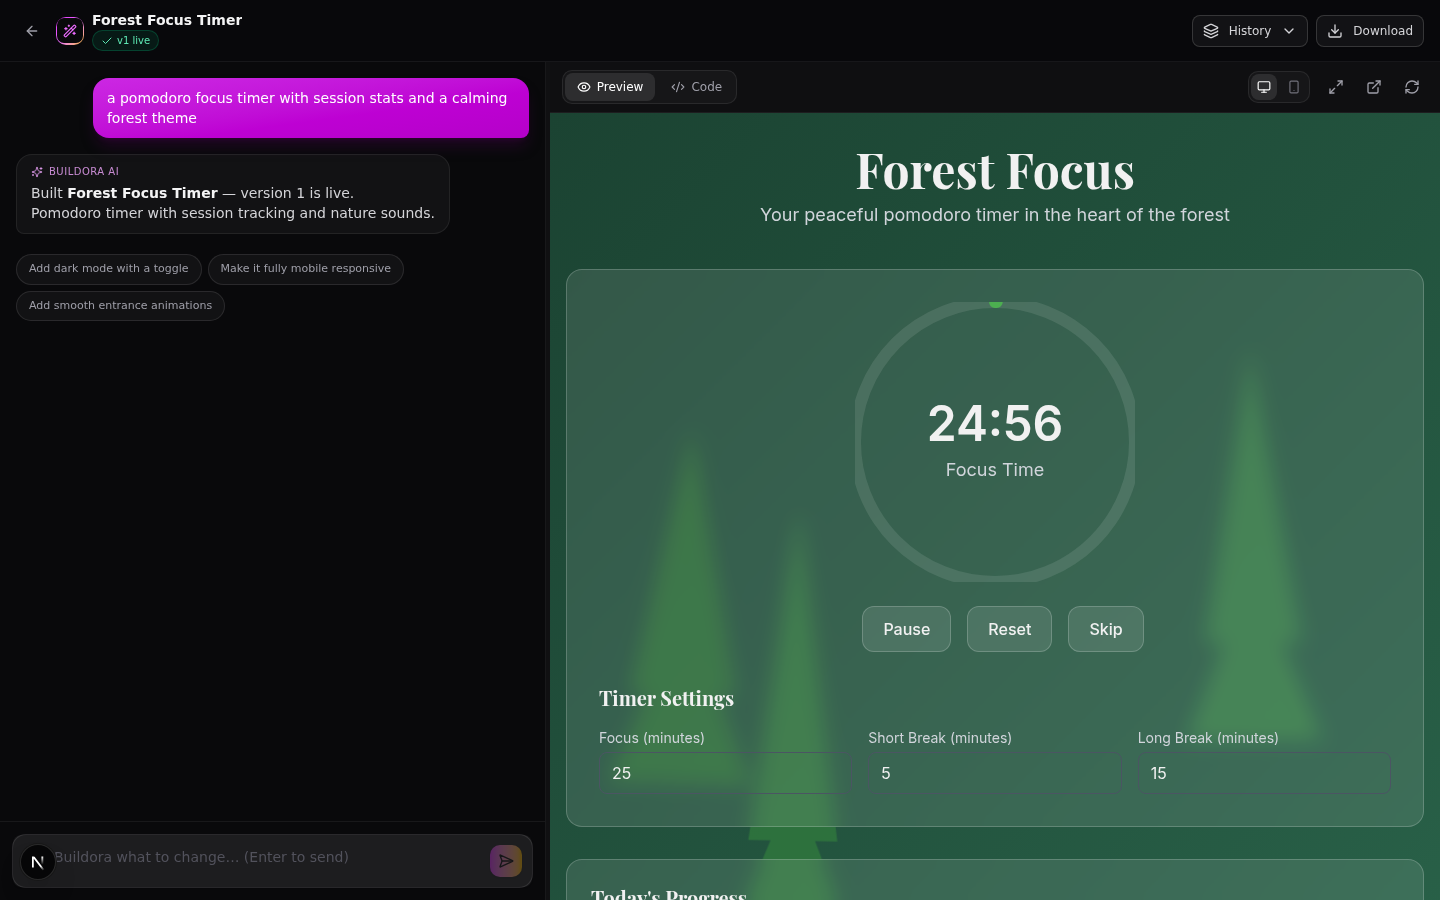 Forest Focus Timer
v1 live
History
Download
a pomodoro focus timer with session stats and a calming
forest theme
BUILDORA AI
Built Forest Focus Timer — version 1 is live.
Pomodoro timer with session tracking and nature sounds.
Add dark mode with a toggle
Make it fully mobile responsive
Add smooth entrance animations
N
Buildora what to change... (Enter to send)
Preview
Code
Forest Focus
Your peaceful pomodoro timer in the heart of the forest
24:56
Focus Time
Pause
Reset
Skip
Timer Settings
Focus (minutes)
Short Break (minutes)
Long Break (minutes)
25
5
15
Today's Progress